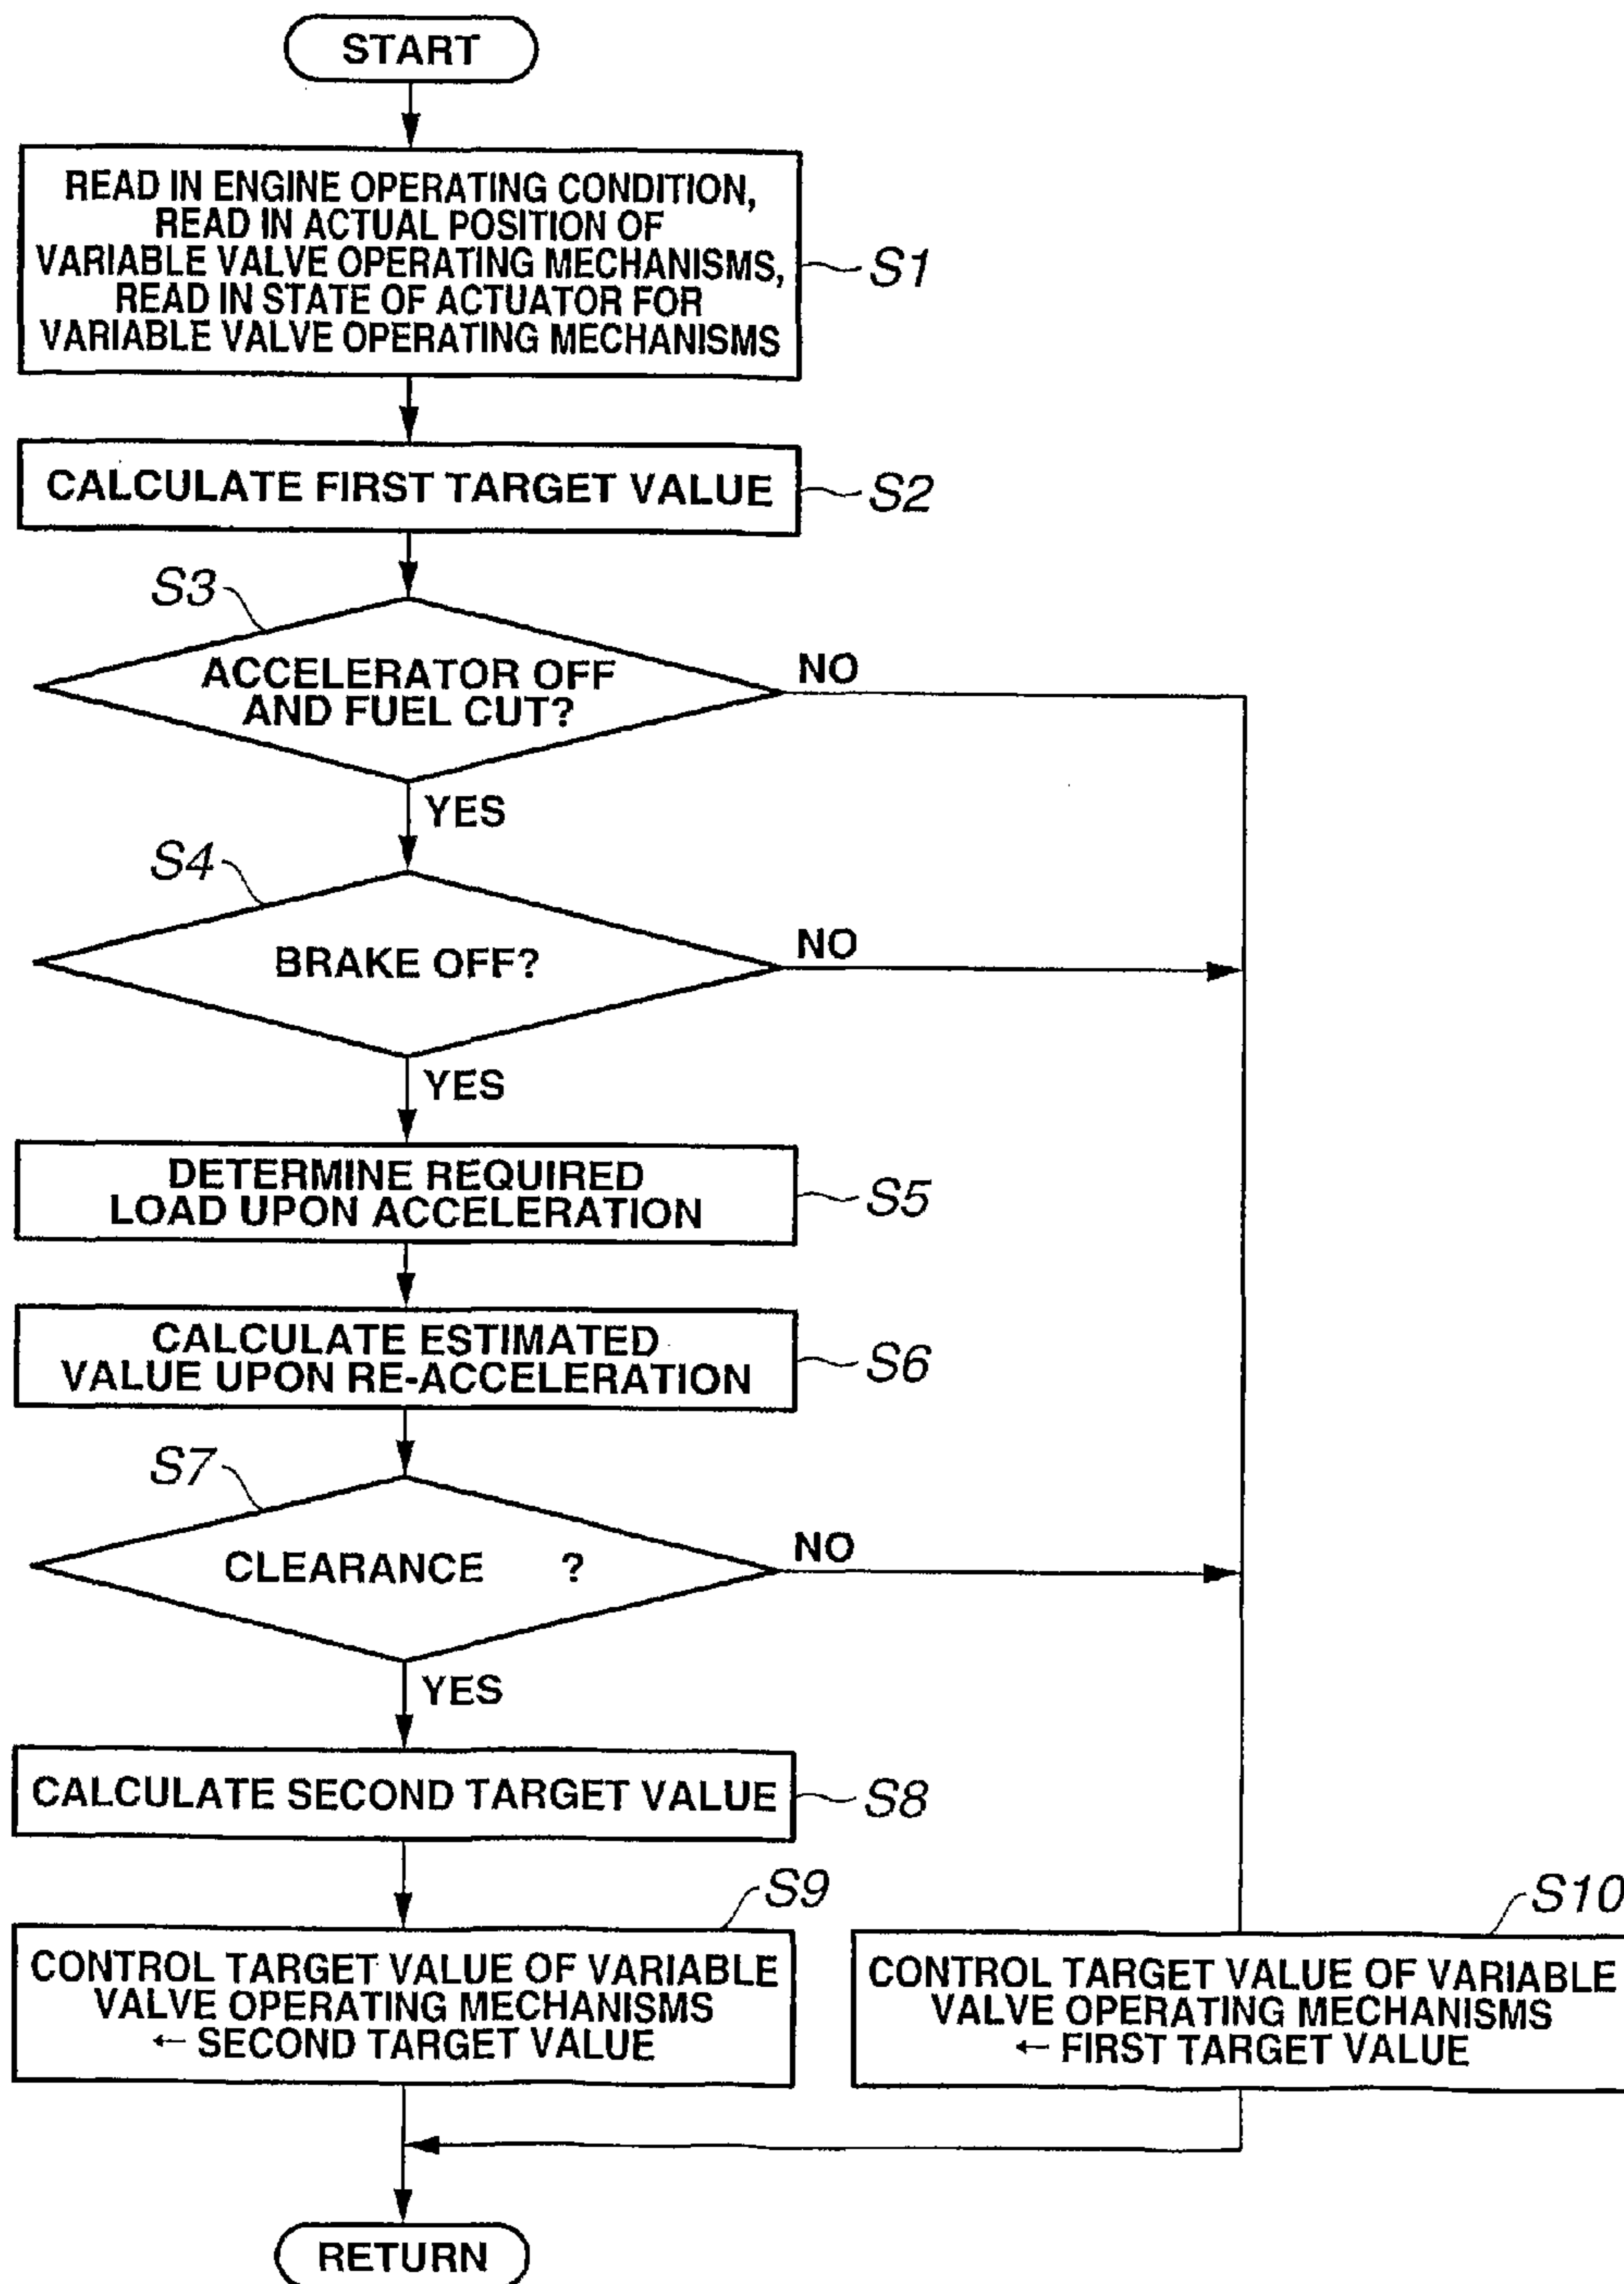 START
READ IN ENGINE OPERATING CONDITION,
READ IN ACTUAL POSITION OF
VARIABLE VALVE OPERATING MECHANISMS,
READ IN STATE OF ACTUATOR FOR
VARIABLE VALVE OPERATING MECHANISMS
S1
CALCULATE FIRST TARGET VALUE
S2
S3
ACCELERATOR OFF
AND FUEL CUT?
NO
YES
S4
BRAKE OFF?
NO
YES
DETERMINE REQUIRED
LOAD UPON ACCELERATION
S5
CALCULATE ESTIMATED
VALUE UPON RE-ACCELERATION
S6
S7
CLEARANCE ?
NO
YES
CALCULATE SECOND TARGET VALUE
S8
S9
CONTROL TARGET VALUE OF VARIABLE
VALVE OPERATING MECHANISMS
← SECOND TARGET VALUE
S10
CONTROL TARGET VALUE OF VARIABLE
VALVE OPERATING MECHANISMS
← FIRST TARGET VALUE
RETURN